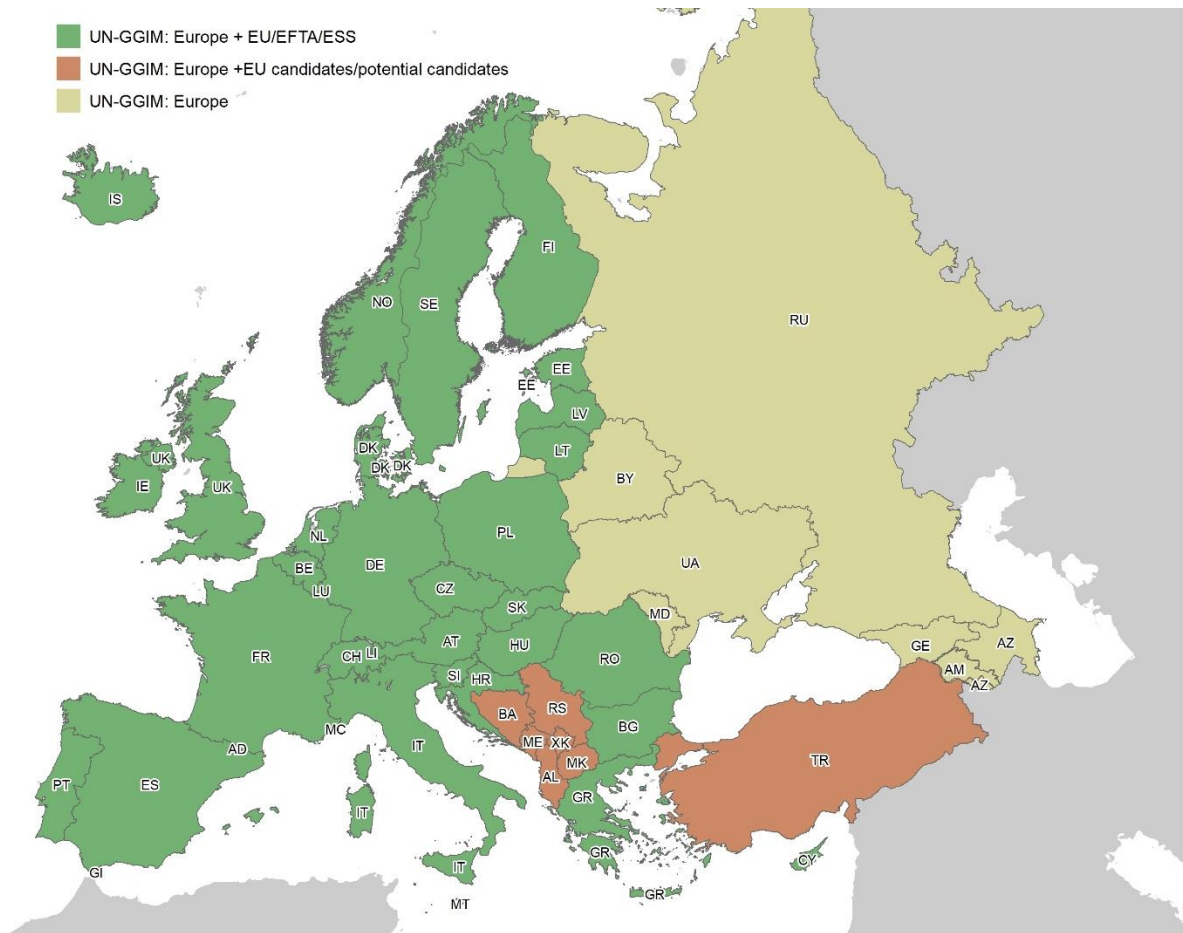 UN-GGIM: Europe + EU/EFTA/ESS
UN-GGIM: Europe +EU candidates/potential candidates
UN-GGIM: Europe
IS
FI
NO
SE
RU
EE
EE
LV
LT
DK
DK
DK
UK
IE
UK
BY
NL
PL
BE
DE
UA
LU
CZ
SK
MD
AT
HU
FR
CH
LI
RO
GE
AZ
SI
HR
AM
AZ
BA
RS
BG
MC
IT
ME
XK
AD
MK
TR
PT
ES
AL
GR
IT
GR
CY
IT
GI
GR
MT